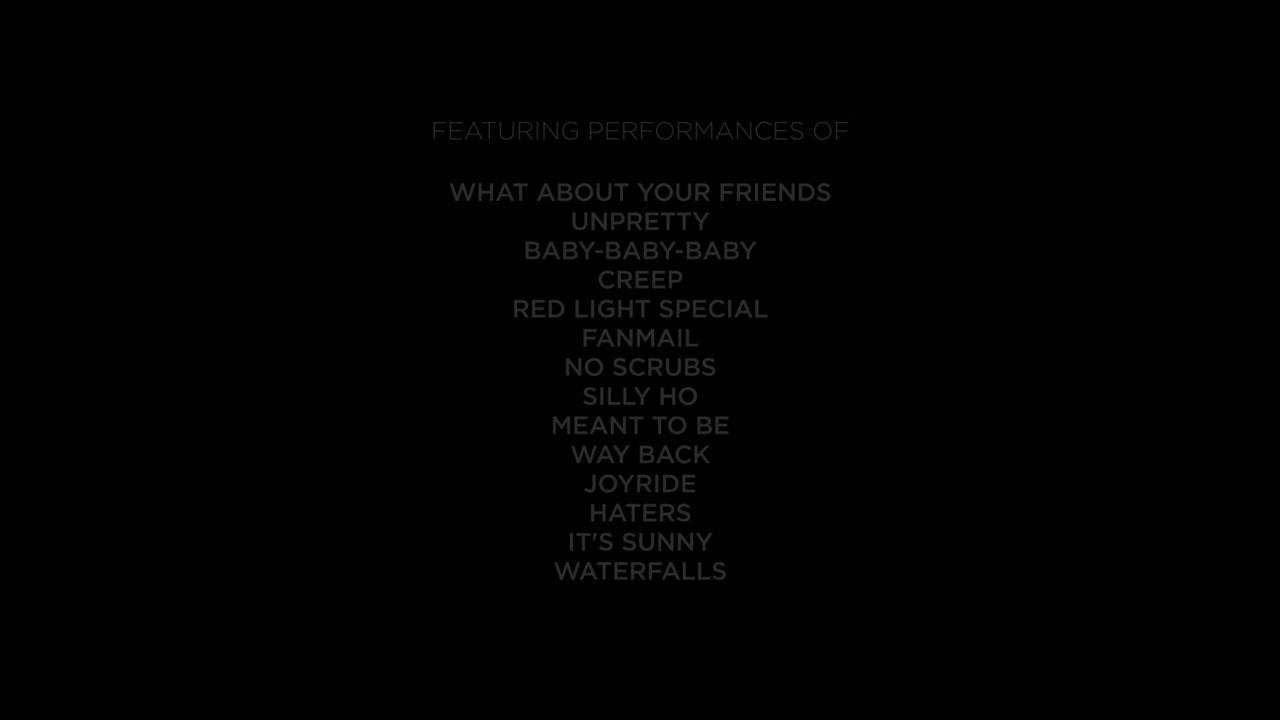 FEATURING PERFORMANCES OF
WHAT ABOUT YOUR FRIENDS
UNPRETTY
BABY-BABY-BABY
CREEP
RED LIGHT SPECIAL
FANMAIL
NO SCRUBS
SILLY HO
MEANT TO BE
WAY BACK
JOYRIDE
HATERS
IT'S SUNNY
WATERFALLS